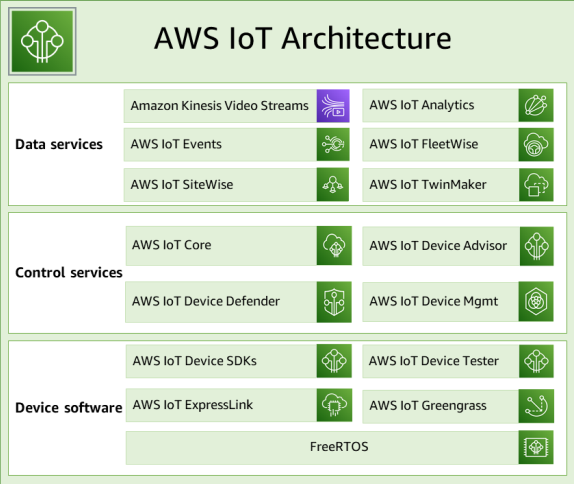 AWS IoT Architecture
Data services
Amazon Kinesis Video Streams
AWS IoT Analytics
AWS IoT Events
AWS IoT FleetWise
AWS IoT SiteWise
AWS IoT TwinMaker
Control services
AWS IoT Core
AWS IoT Device Advisor
AWS IoT Device Defender
AWS IoT Device Mgmt
Device software
AWS IoT Device SDKs
AWS IoT Device Tester
AWS IoT ExpressLink
AWS IoT Greengrass
FreeRTOS